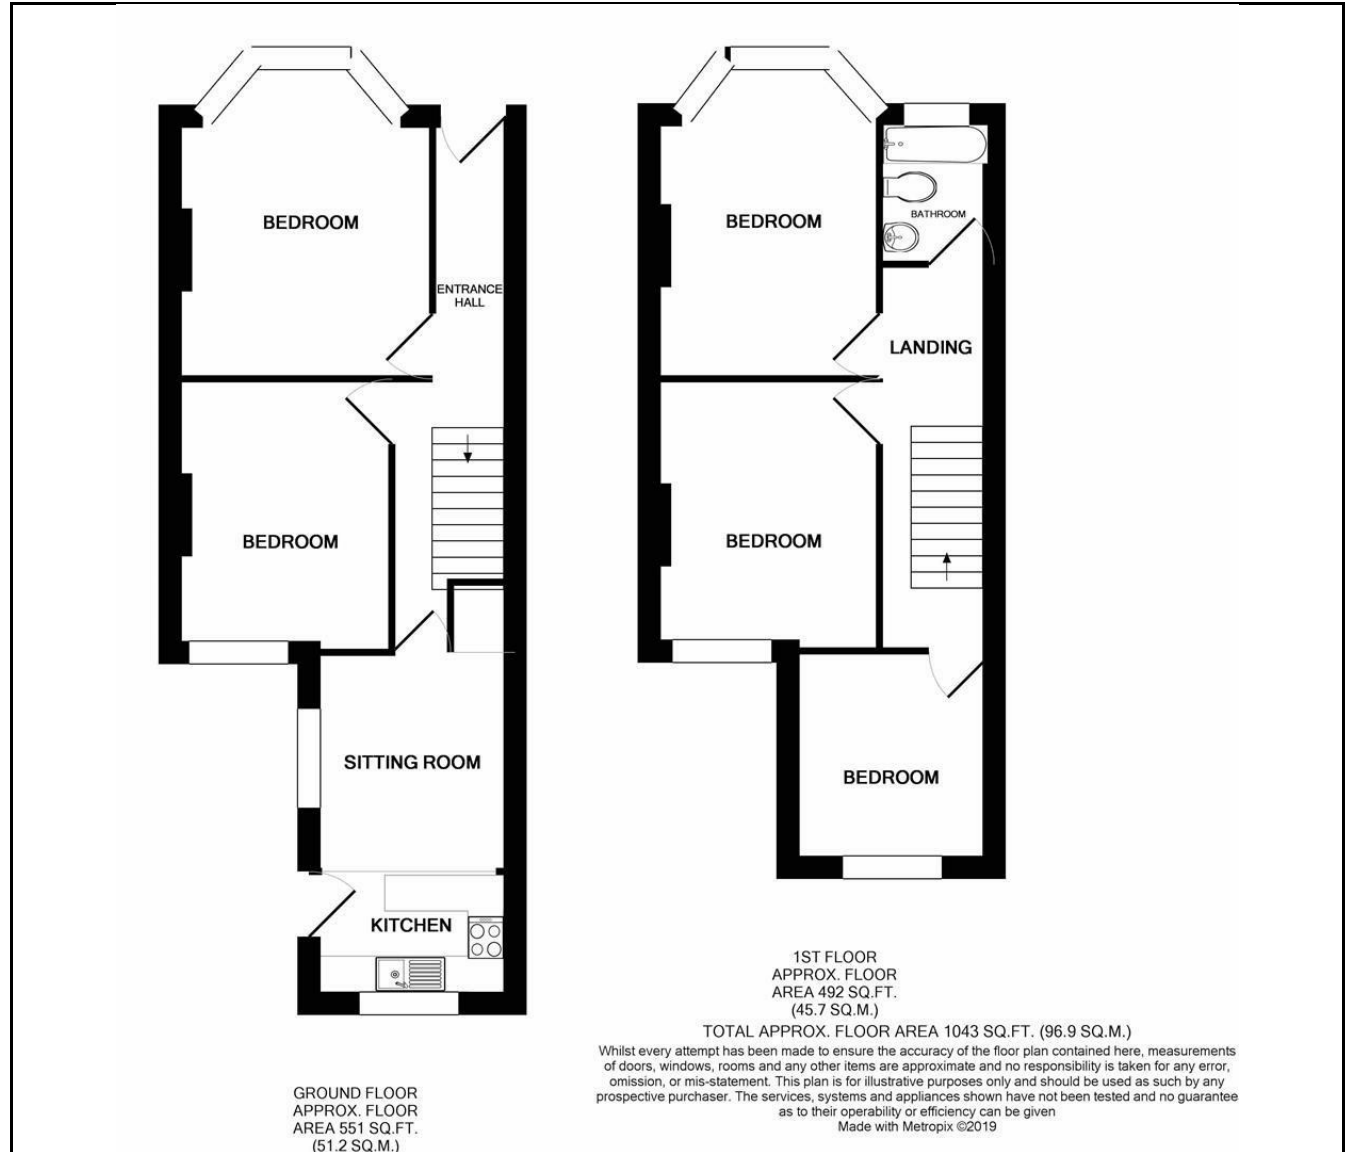 BEDROOM
ENTRANCE
HALL
BEDROOM
SITTING ROOM
KITCHEN
GROUND FLOOR
APPROX. FLOOR
AREA 551 SQ.FT.
(51.2 SQ.M.)
BEDROOM
BATHROOM
LANDING
BEDROOM
BEDROOM
1ST FLOOR
APPROX. FLOOR
AREA 492 SQ.FT.
(45.7 SQ.M.)
TOTAL APPROX. FLOOR AREA 1043 SQ.FT. (96.9 SQ.M.)
Whilst every attempt has been made to ensure the accuracy of the floor plan contained here, measurements
of doors, windows, rooms and any other items are approximate and no responsibility is taken for any error,
omission, or mis-statement. This plan is for illustrative purposes only and should be used as such by any
prospective purchaser. The services, systems and appliances shown have not been tested and no guarantee
as to their operability or efficiency can be given
Made with Metropix ©2019